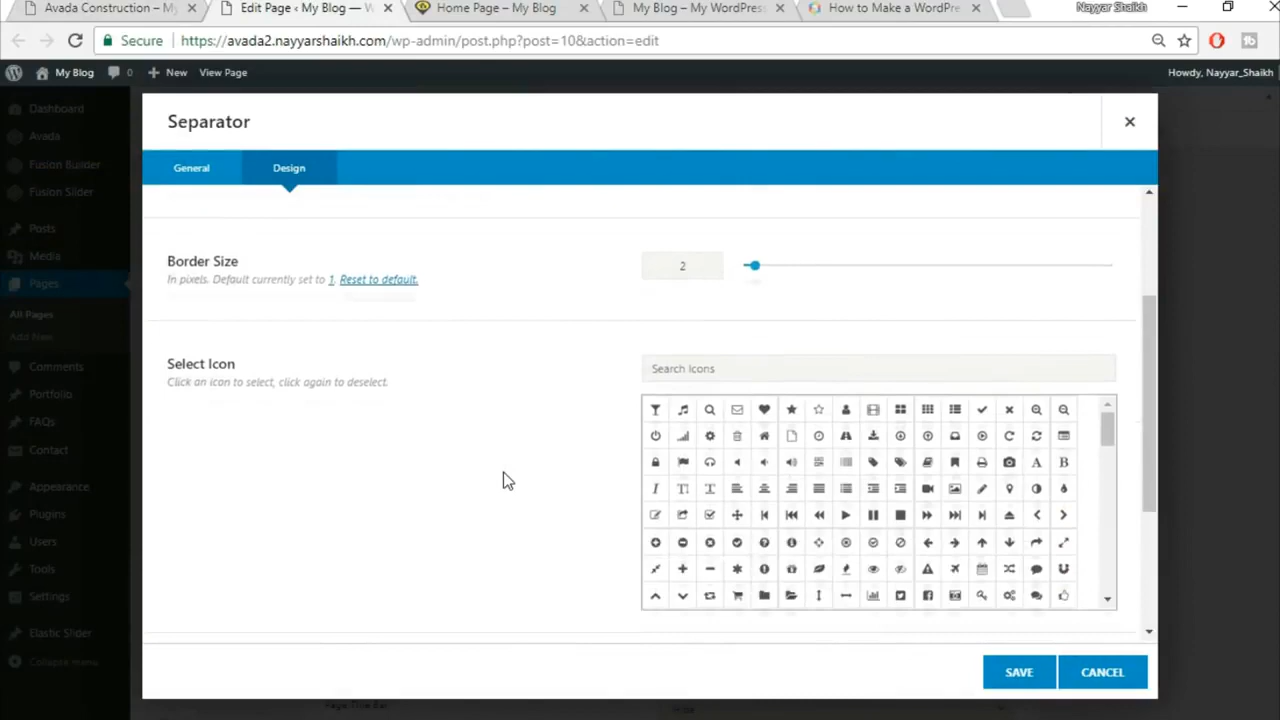 Avada Construction – My
Edit Page ‹ My Blog — W
Home Page – My Blog
My Blog – My WordPress
How to Make a WordPre
Nayyar Shaikh
Secure
https://avada2.nayyarshaikh.com/wp-admin/post.php?post=10&action=edit
My Blog
0
New
View Page
Howdy, Nayyar_Shaikh
Dashboard
Avada
Fusion Builder
Fusion Slider
Posts
Media
Pages
All Pages
Add New
Comments
Portfolio
FAQs
Contact
Appearance
Plugins
Users
Tools
Settings
Elastic Slider
Collapse menu
Separator
General
Design
Border Size
In pixels. Default currently set to 1. Reset to default.
2
Select Icon
Click an icon to select, click again to deselect.
Search Icons
SAVE
CANCEL
Page Title Bar